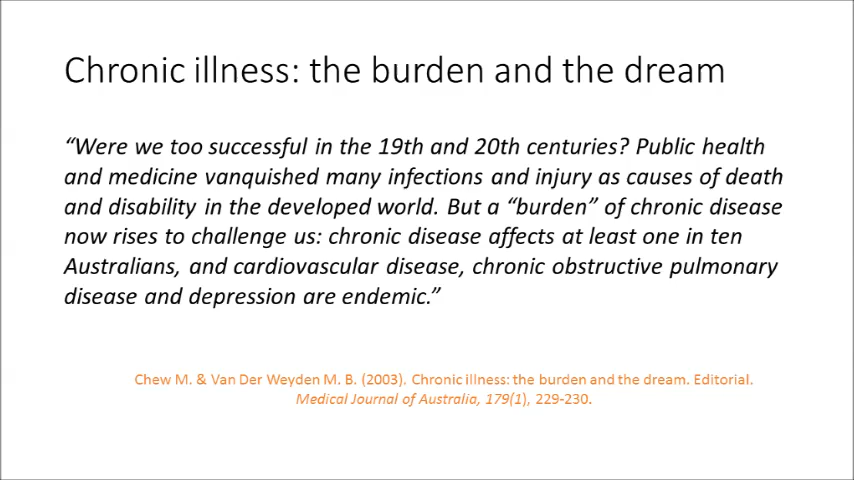 Chronic illness: the burden and the dream
“Were we too successful in the 19th and 20th centuries? Public health
and medicine vanquished many infections and injury as causes of death
and disability in the developed world. But a “burden” of chronic disease
now rises to challenge us: chronic disease affects at least one in ten
Australians, and cardiovascular disease, chronic obstructive pulmonary
disease and depression are endemic.”
Chew M. & Van Der Weyden M. B. (2003). Chronic illness: the burden and the dream. Editorial.
Medical Journal of Australia, 179(1), 229-230.